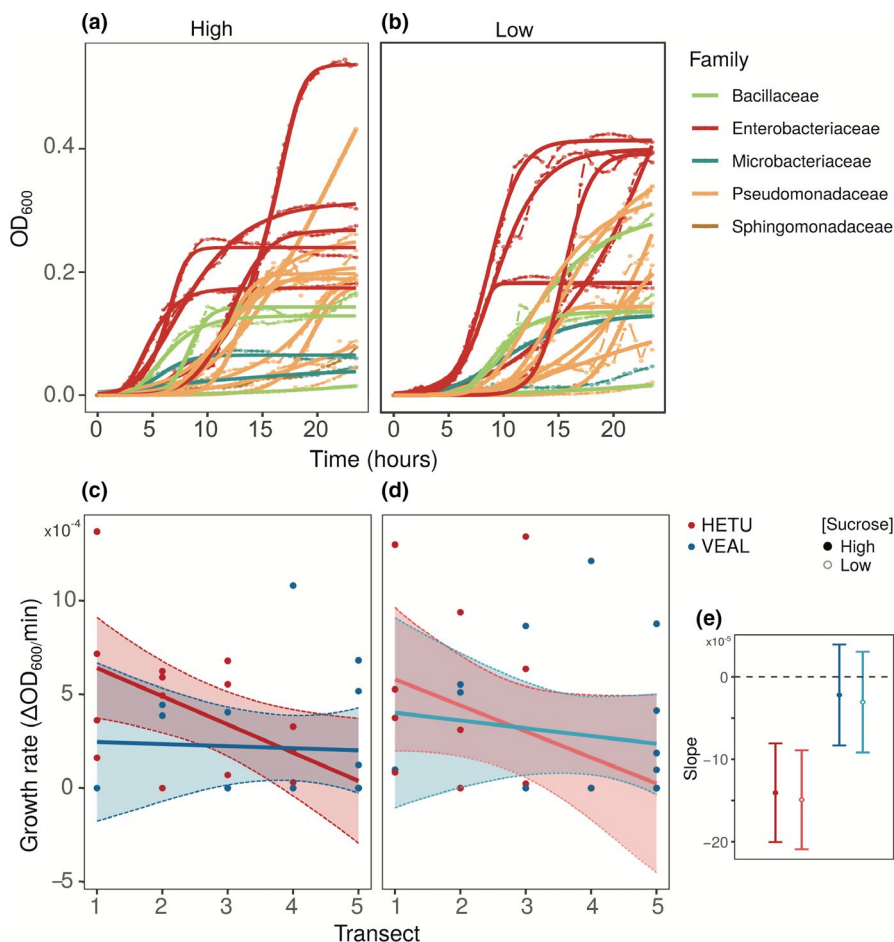 (a)
High
(b)
Low
OD600
0.4
0.2
0.0
0 5 10 15 20
0 5 10 15 20
Time (hours)
Family
Bacillaceae
Enterobacteriaceae
Microbacteriaceae
Pseudomonadaceae
Sphingomonadaceae
(c)
(d)
x10⁻⁴
Growth rate (ΔOD600/min)
10
5
0
−5
1 2 3 4 5
1 2 3 4 5
Transect
HETU
VEAL
[Sucrose]
High
Low
(e)
x10⁻⁵
Slope
0
−10
−20